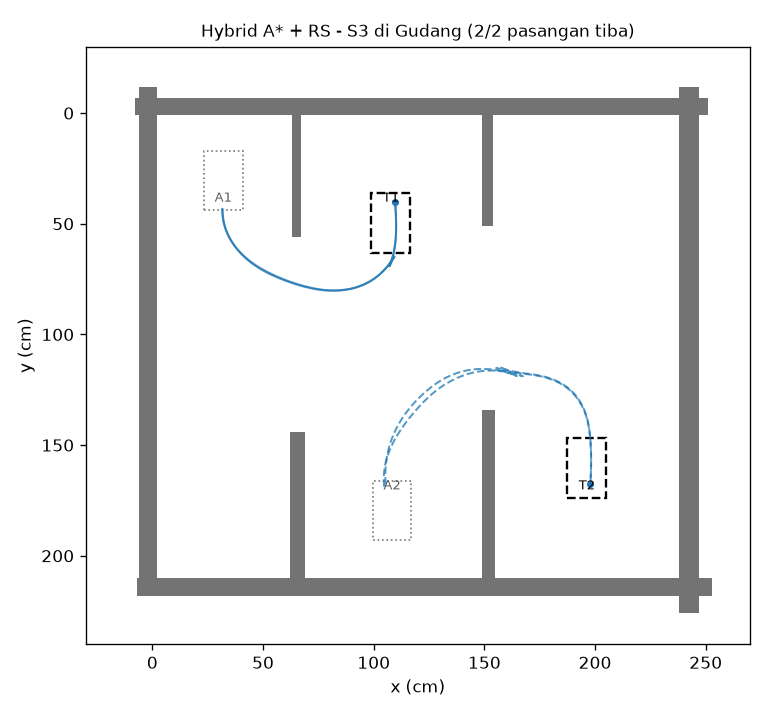 Hybrid A* + RS - S3 di Gudang (2/2 pasangan tiba)
0
A1
T1
50
100
y (cm)
150
A2
T2
200
0
50
100
150
200
250
x (cm)